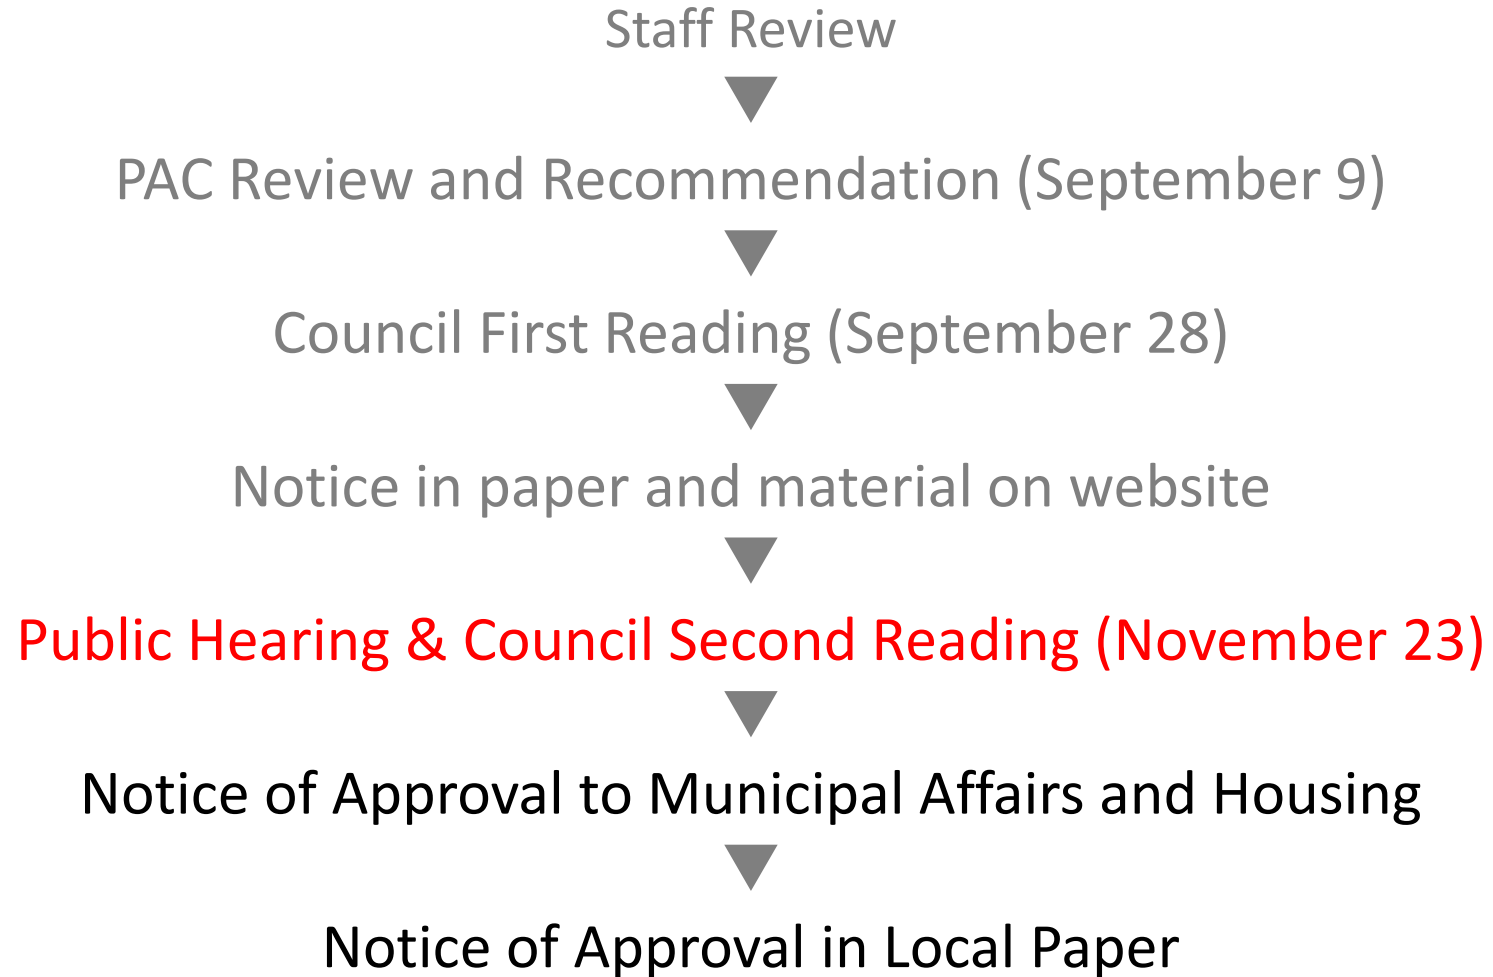 Staff Review
PAC Review and Recommendation (September 9)
Council First Reading (September 28)
Notice in paper and material on website
Public Hearing & Council Second Reading (November 23)
Notice of Approval to Municipal Affairs and Housing
Notice of Approval in Local Paper